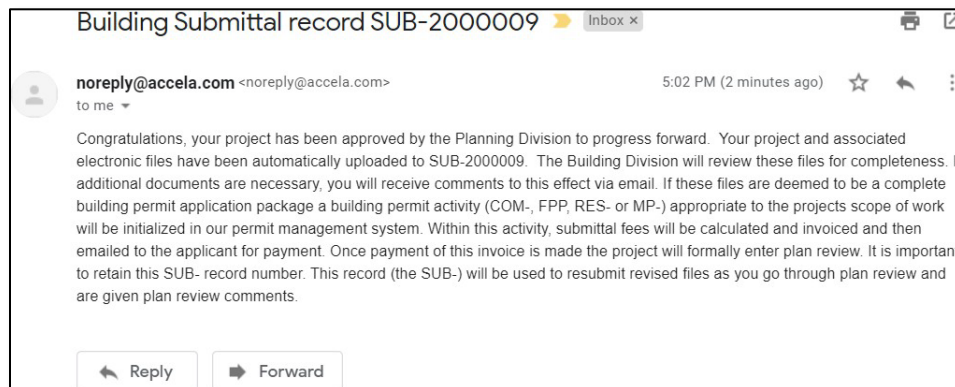 Building Submittal record SUB-2000009 Inbox ×
noreply@accela.com <noreply@accela.com> 5:02 PM (2 minutes ago)
to me
Congratulations, your project has been approved by the Planning Division to progress forward. Your project and associated
electronic files have been automatically uploaded to SUB-2000009. The Building Division will review these files for completeness.
additional documents are necessary, you will receive comments to this effect via email. If these files are deemed to be a complete
building permit application package a building permit activity (COM-, FPP, RES- or MP-) appropriate to the projects scope of work
will be initialized in our permit management system. Within this activity, submittal fees will be calculated and invoiced and then
emailed to the applicant for payment. Once payment of this invoice is made the project will formally enter plan review. It is importan
to retain this SUB- record number. This record (the SUB-) will be used to resubmit revised files as you go through plan review and
are given plan review comments.
Reply Forward